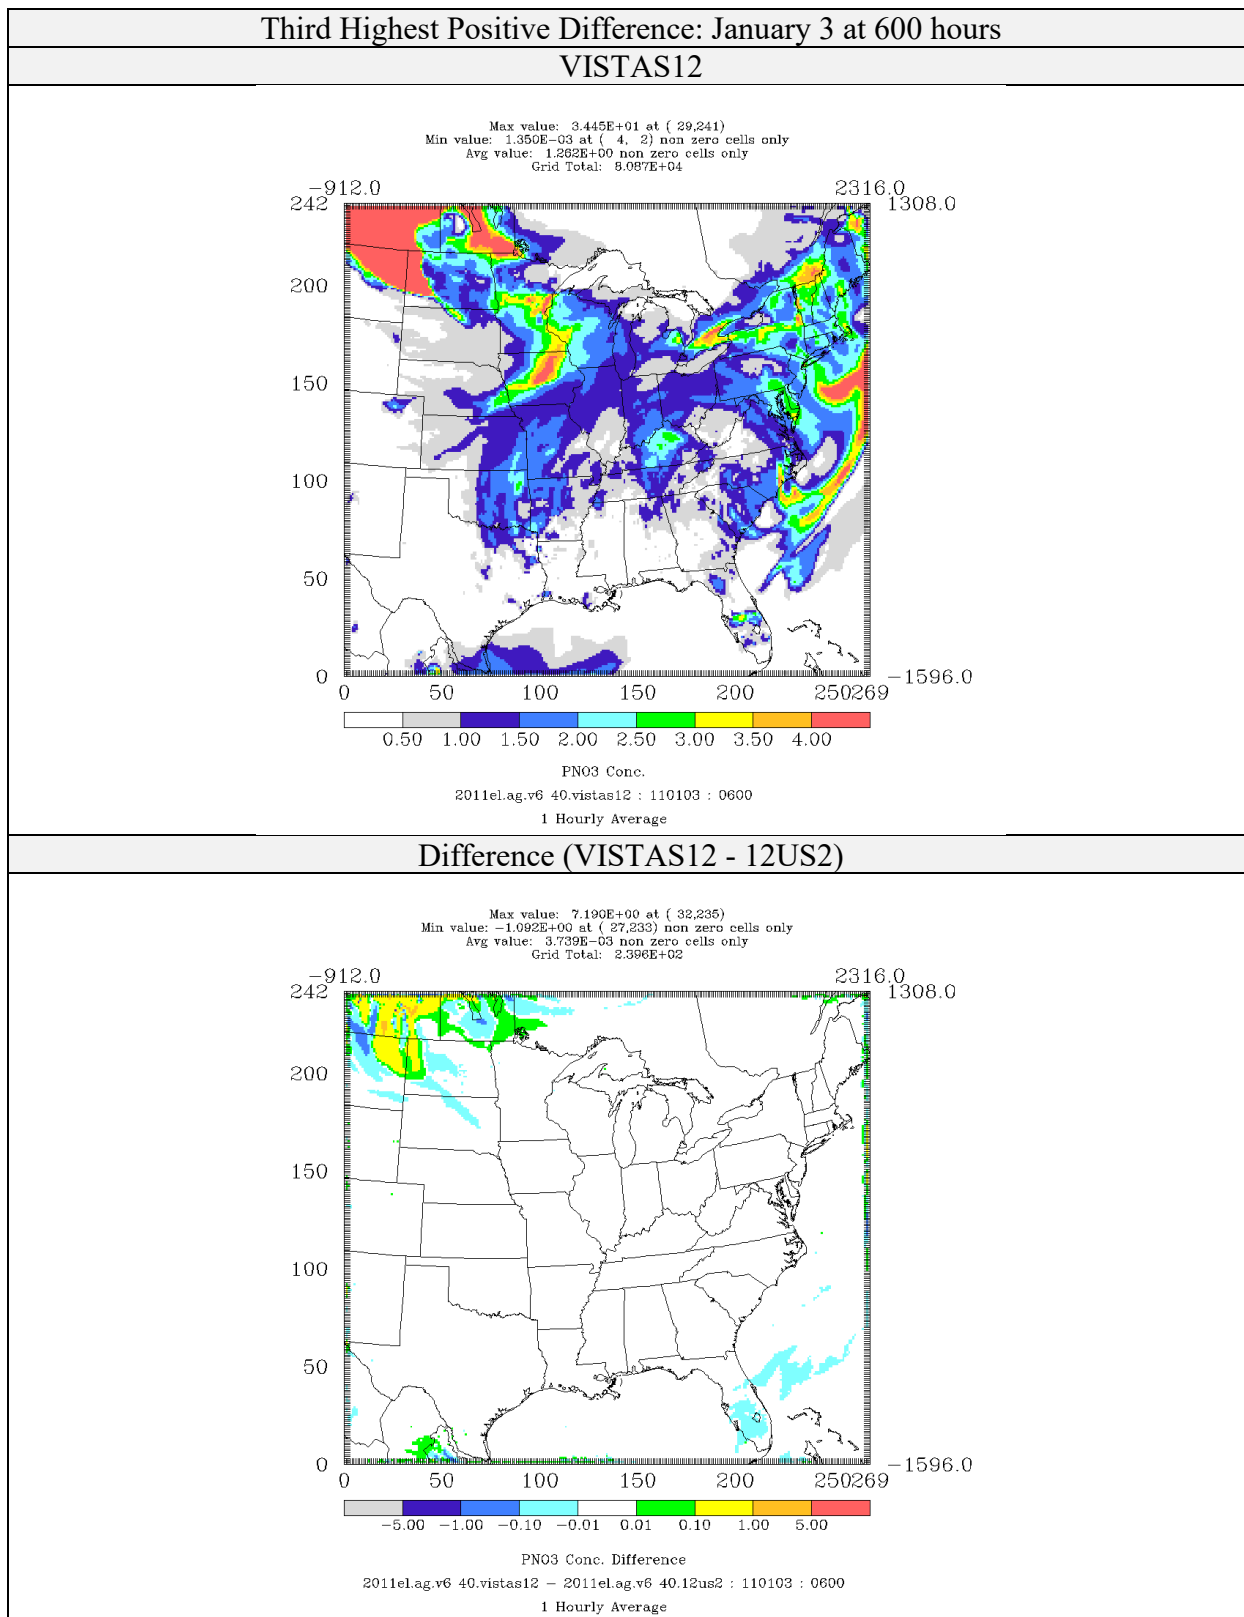 Third Highest Positive Difference: January 3 at 600 hours
VISTAS12
Max value: 3.445E+01 at ( 29,241)
Min value: 1.350E-03 at ( 4, 2) non zero cells only
Avg value: 1.262E+00 non zero cells only
Grid Total: 8.087E+04
-912.0 2316.0
242 1308.0
200
150
100
50
0 -1596.0
0 50 100 150 200 250269
0.50 1.00 1.50 2.00 2.50 3.00 3.50 4.00
PNO3 Conc.
2011el.ag.v6 40.vistas12 : 110103 : 0600
1 Hourly Average
Difference (VISTAS12 - 12US2)
Max value: 7.190E+00 at ( 32,235)
Min value: -1.092E+00 at ( 27,233) non zero cells only
Avg value: 3.739E-03 non zero cells only
Grid Total: 2.396E+02
-912.0 2316.0
242 1308.0
200
150
100
50
0 -1596.0
0 50 100 150 200 250269
-5.00 -1.00 -0.10 -0.01 0.01 0.10 1.00 5.00
PNO3 Conc. Difference
2011el.ag.v6 40.vistas12 - 2011el.ag.v6 40.12us2 : 110103 : 0600
1 Hourly Average